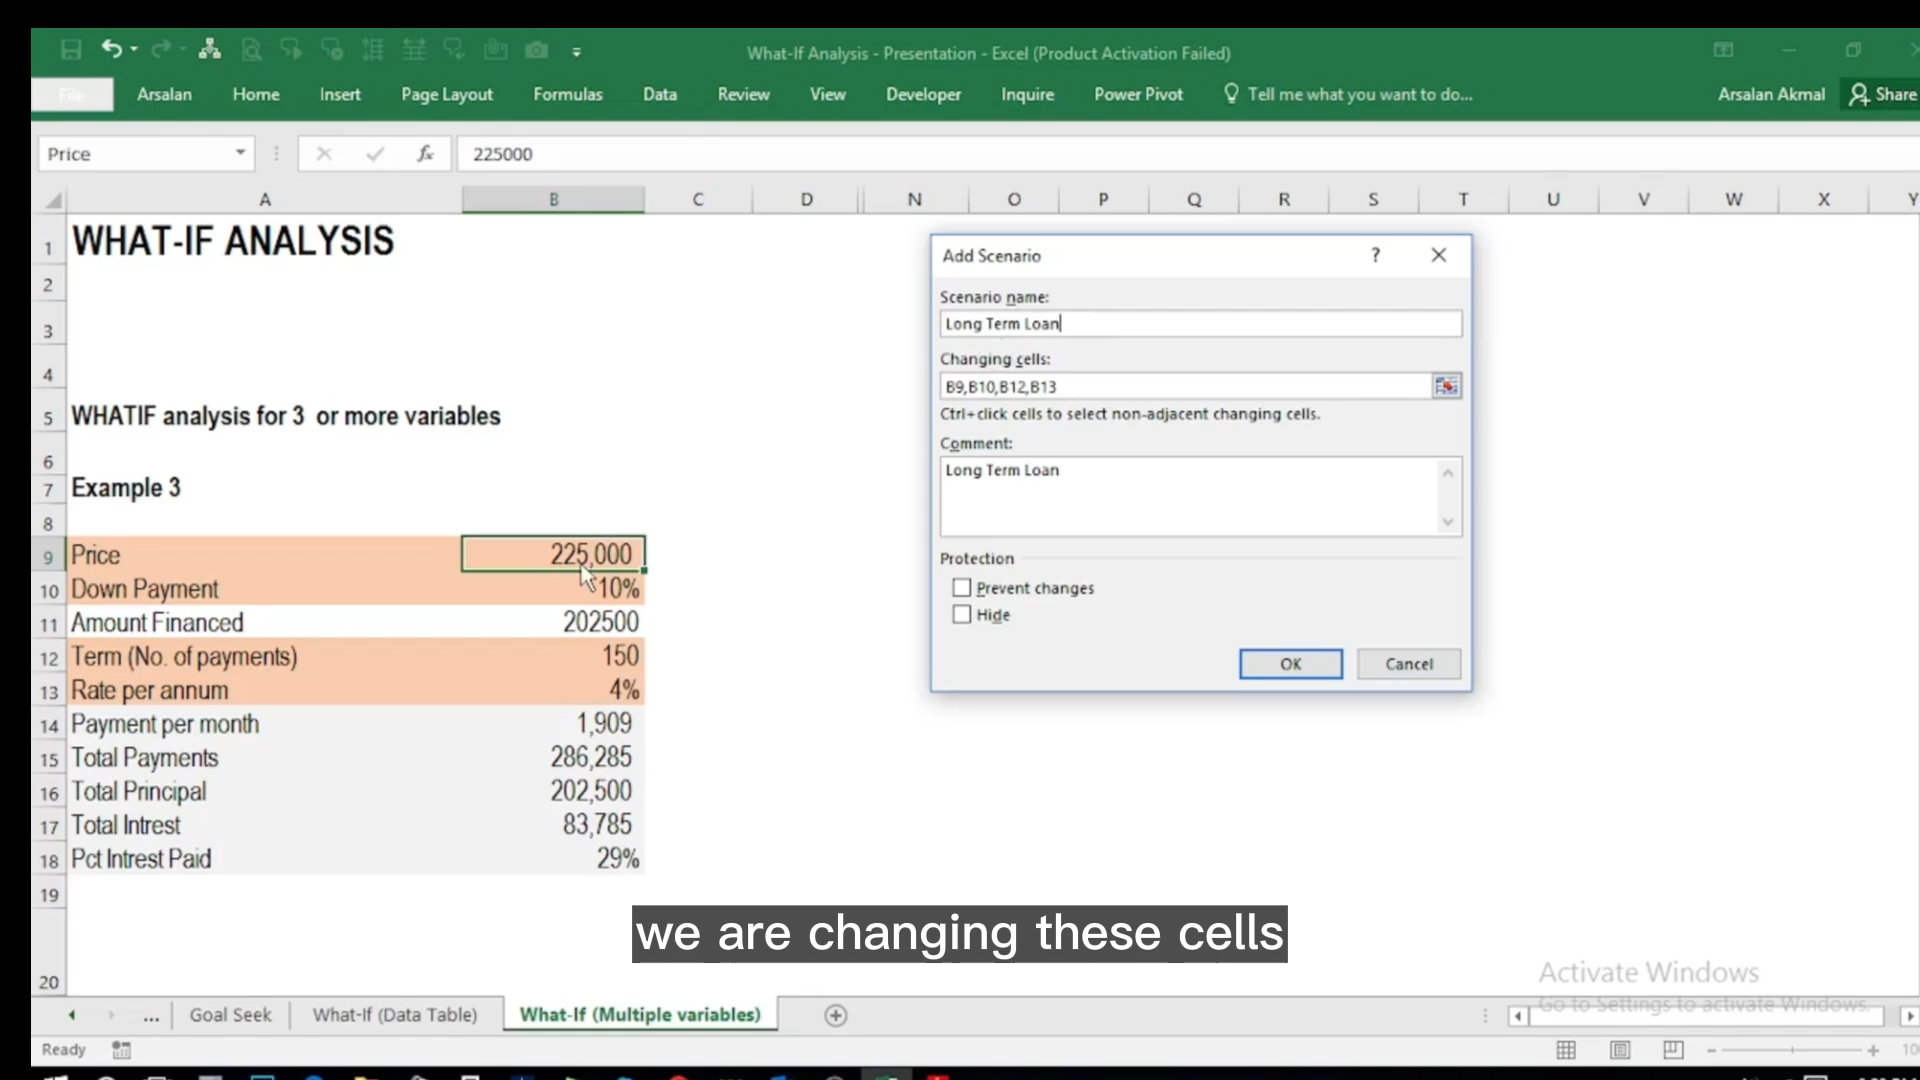 What-If Analysis - Presentation - Excel (Product Activation Failed)
File Arsalan Home Insert Page Layout Formulas Data Review View Developer Inquire Power Pivot Tell me what you want to do... Arsalan Akmal Share
Price fx 225000
A B C D N O P Q R S T U V W X Y
1 WHAT-IF ANALYSIS
2
3
4
5 WHATIF analysis for 3 or more variables
6
7 Example 3
8
9 Price 225,000
10 Down Payment 10%
11 Amount Financed 202500
12 Term (No. of payments) 150
13 Rate per annum 4%
14 Payment per month 1,909
15 Total Payments 286,285
16 Total Principal 202,500
17 Total Intrest 83,785
18 Pct Intrest Paid 29%
19
20
Add Scenario ?
Scenario name:
Long Term Loan
Changing cells:
B9,B10,B12,B13
Ctrl+click cells to select non-adjacent changing cells.
Comment:
Long Term Loan
Protection
Prevent changes
Hide
OK Cancel
we are changing these cells
Activate Windows
Go to Settings to activate Windows.
... Goal Seek What-If (Data Table) What-If (Multiple variables)
Ready